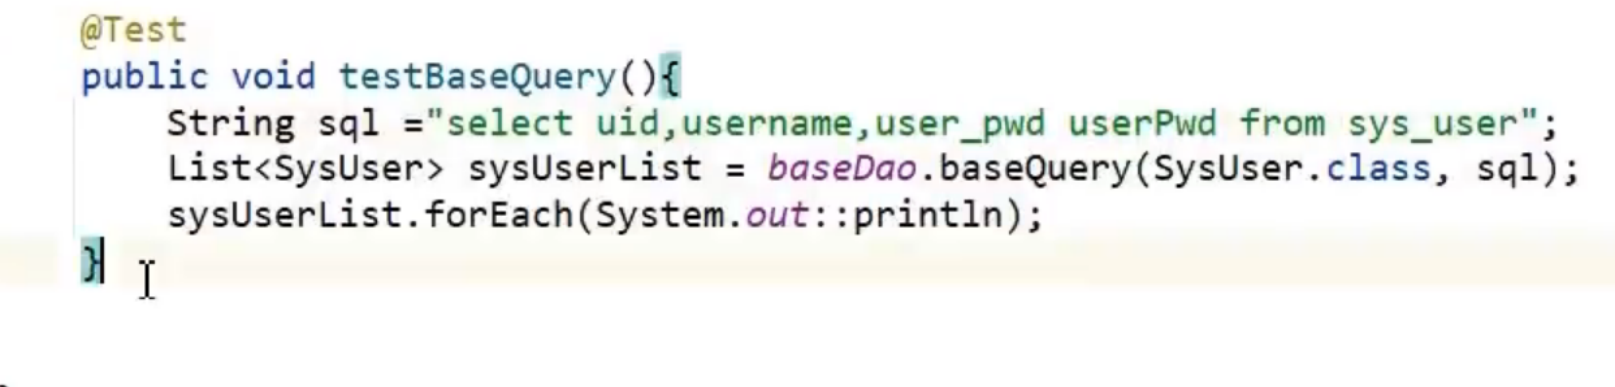 @Test
public void testBaseQuery(){
String sql ="select uid,username,user_pwd userPwd from sys_user";
List<SysUser> sysUserList = baseDao.baseQuery(SysUser.class, sql);
sysUserList.forEach(System.out::println);
}